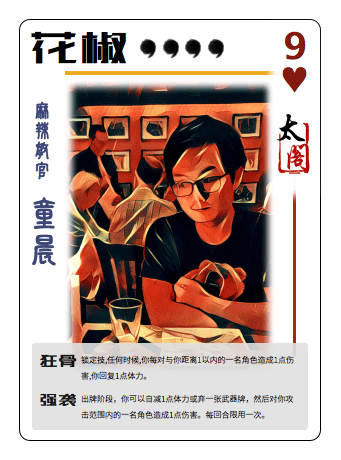 花椒
9
太
阁
麻辣教官
童晨
狂骨 锁定技,任何时候,你每对与你距离1以内的一名角色造成1点伤
害,你回复1点体力。
强袭 出牌阶段，你可以自减1点体力或弃一张武器牌，然后对你攻
击范围内的一名角色造成1点伤害。每回合限用一次。